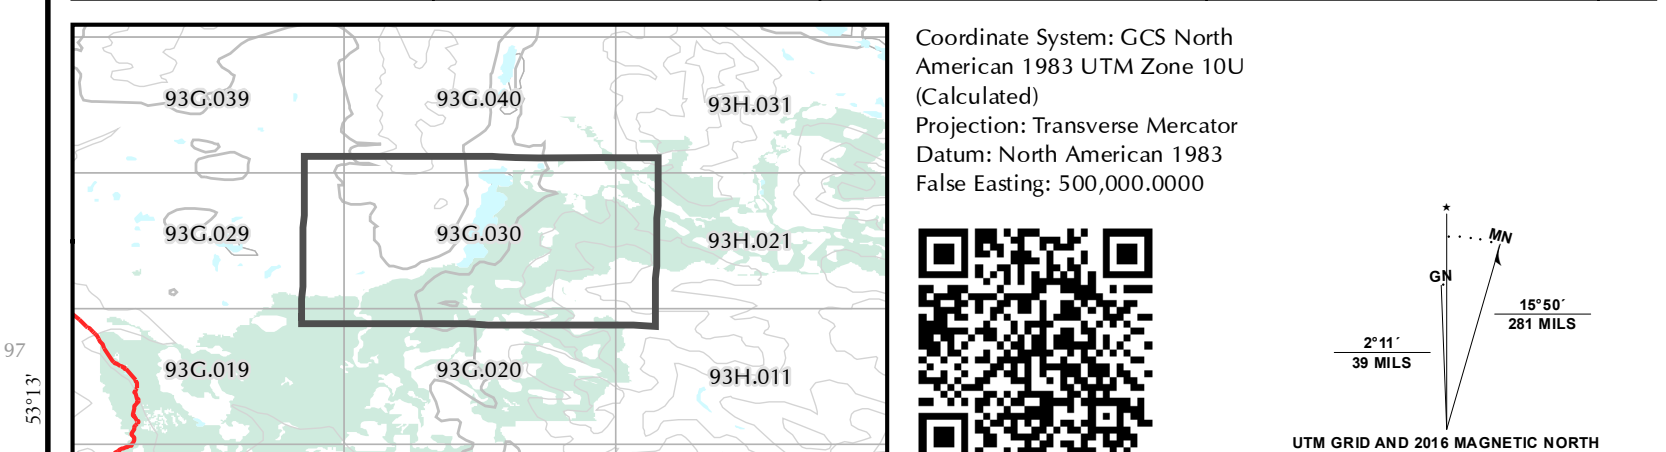 93G.039
93G.040
93H.031
93G.029
93G.030
93H.021
93G.019
93G.020
93H.011
97
53°13'
Coordinate System: GCS North
American 1983 UTM Zone 10U
(Calculated)
Projection: Transverse Mercator
Datum: North American 1983
False Easting: 500,000.0000
MN
GN
15°50´
281 MILS
2°11´
39 MILS
UTM GRID AND 2016 MAGNETIC NORTH